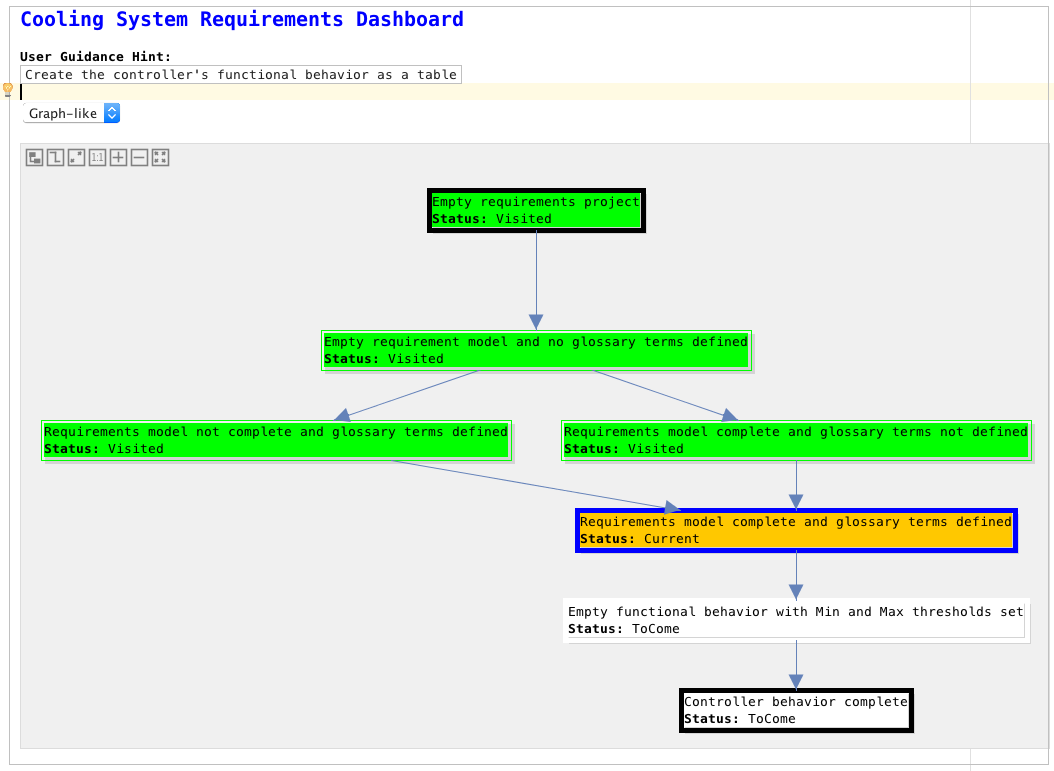 Cooling System Requirements Dashboard
User Guidance Hint:
Create the controller's functional behavior as a table
Graph-like
1:1
Empty requirements project
Status: Visited
Empty requirement model and no glossary terms defined
Status: Visited
Requirements model not complete and glossary terms defined
Status: Visited
Requirements model complete and glossary terms not defined
Status: Visited
Requirements model complete and glossary terms defined
Status: Current
Empty functional behavior with Min and Max thresholds set
Status: ToCome
Controller behavior complete
Status: ToCome